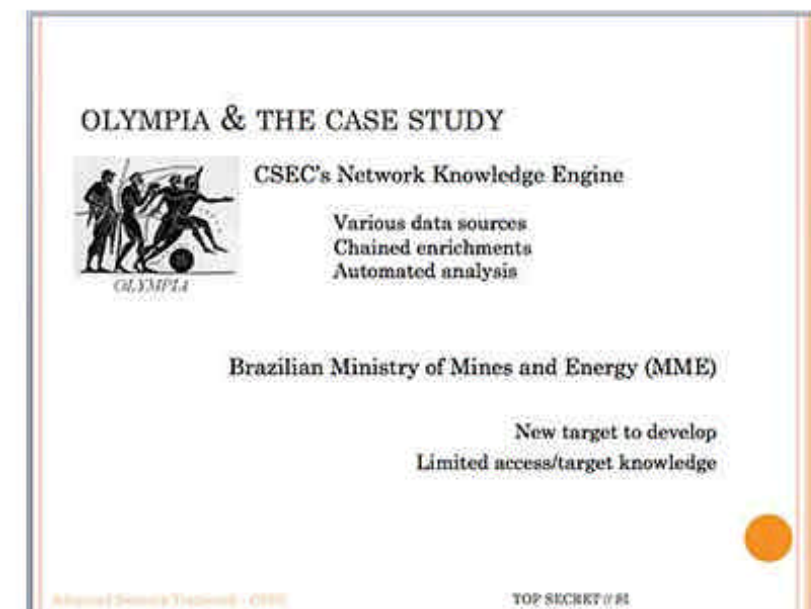 OLYMPIA & THE CASE STUDY
CSEC's Network Knowledge Engine
Various data sources
Chained enrichments
Automated analysis
OLYMPIA
Brazilian Ministry of Mines and Energy (MME)
New target to develop
Limited access/target knowledge
TOP SECRET // SI